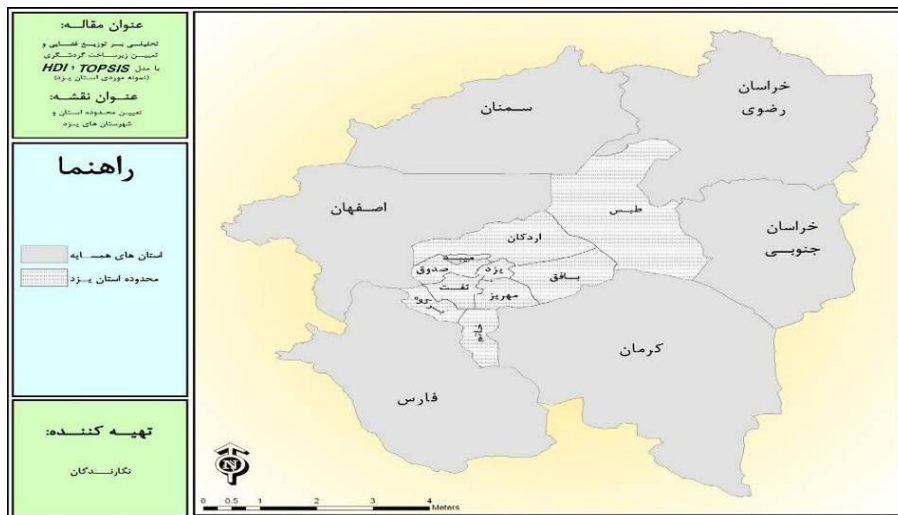 عنوان مقاله:
تحلیلی بر توزیع فضایی و
تعیین زیرساخت گردشگری
با مدل TOPSIS و HDI
(نمونه موردی استان یزد)
عنوان نقشه:
تعیین محدوده استان و
شهرستان های یزد
راهنما
استان های همسایه
محدوده استان یزد
تهیه کننده:
نگارندگان
خراسان
رضوی
سمنان
اصفهان
طبس
خراسان
جنوبی
اردکان
میبد
صدوق
یزد
بافق
تفت
مهریز
خاتم
کرمان
فارس
N
0 0.5 1 2 3 4
Meters